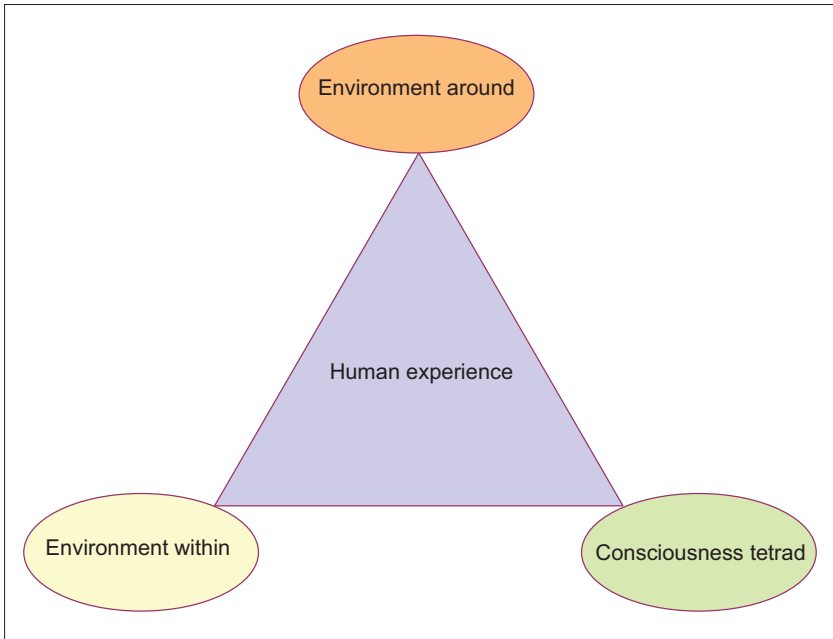 Environment around
Human experience
Environment within
Consciousness tetrad